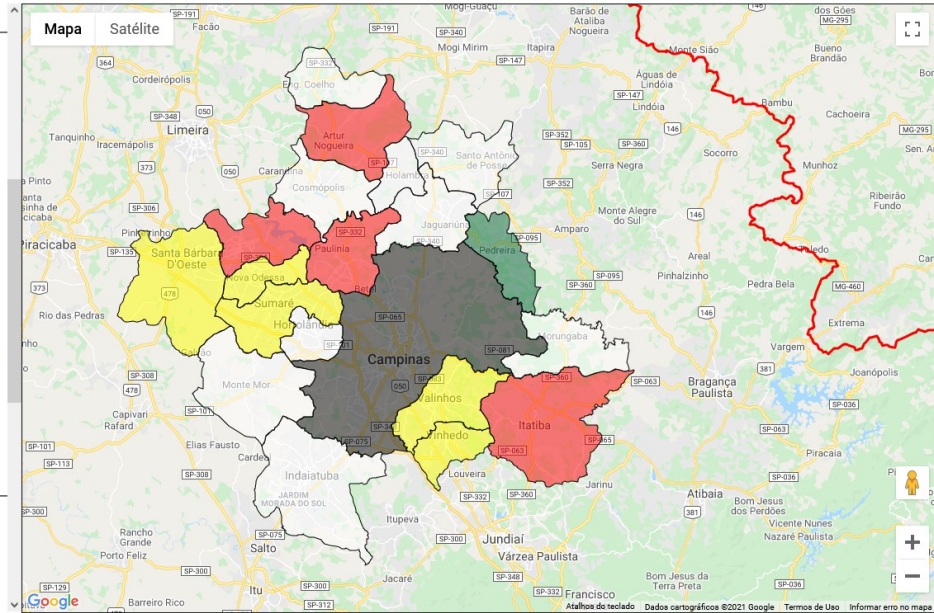 Mapa
Satélite
SP-191
Facão
SP-191
Mogi-Guaçu
SP-340
Mogi Mirim
Itapira
SP-147
Barão de
Ataliba
Nogueira
146
dos Góes
MG-295
Bueno
Brandão
Monte Sião
364
Cordeirópolis
SP-332
Eng. Coelho
Águas de
Lindóia
SP-147
Lindóia
Bambu
Cachoeira
MG-295
Sen. A
SP-348
050
Limeira
Tanquinho
Iracemápolis
Artur
Nogueira
SP-340
SP-352
SP-105
SP-360
146
Socorro
Serra Negra
Munhoz
373
050
Holambra
Santo Antônio
de Posse
SP-107
SP-352
Cosmópolis
Ribeirão
Fundo
SP-306
Piracicaba
SP-135
Santa Bárbara
D'Oeste
SP-332
Paulínia
Jaguariúna
SP-340
Pedreira
SP-095
Amparo
Monte Alegre
do Sul
146
Areal
Toledo
MG-460
Nova Odessa
Pinhalzinho
Pedra Bela
SP-095
SP-360
373
478
Rio das Pedras
Sumaré
Hortolândia
SP-065
146
Extrema
Vargem
Campinas
SP-081
Morungaba
SP-308
478
Monte Mor
050
381
Joanópolis
SP-360
SP-063
Bragança
Paulista
SP-036
Capivari
Rafard
SP-101
Valinhos
Vinhedo
Itatiba
SP-063
SP-065
SP-063
Piracaia
SP-101
SP-113
Elias Fausto
SP-075
SP-308
Indaiatuba
JARDIM
MORADA DO SOL
Louveira
SP-332
SP-360
Jarinu
SP-036
Atibaia
381
Bom Jesus
dos Perdões
SP-300
Rancho
Grande
Porto Feliz
SP-075
Salto
Itupeva
SP-300
Jundiaí
Várzea Paulista
Vicente Nunes
Nazaré Paulista
SP-129
Barreiro Rico
SP-300
Itu
SP-300
SP-312
Jacaré
SP-348
SP-332
Francisco
Bom Jesus da
Terra Preta
SP-036
Google
Atalhos do teclado
Dados cartográficos ©2021 Google
Termos de Uso
Informar erro no mapa